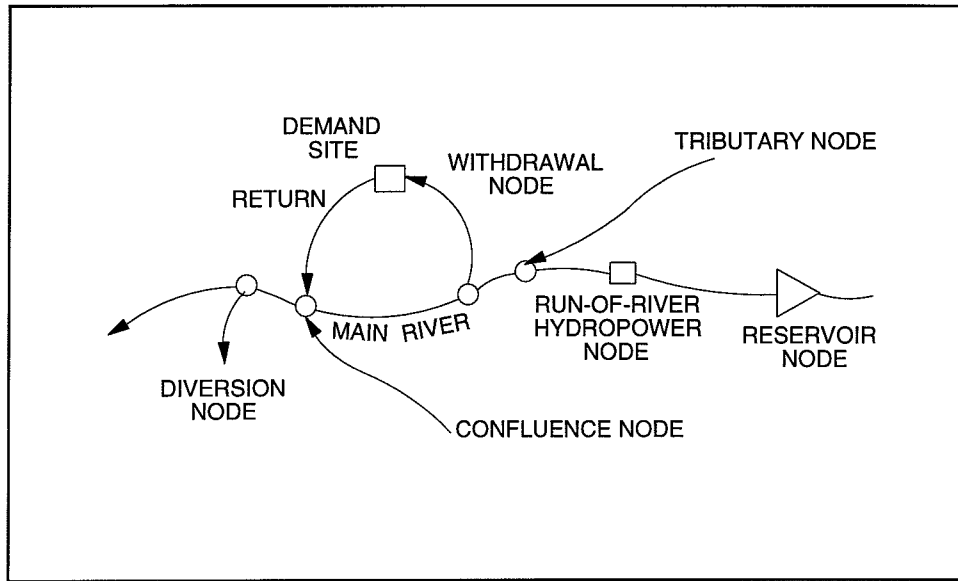 DEMAND
SITE
WITHDRAWAL
NODE
TRIBUTARY NODE
RETURN
MAIN RIVER
RUN-OF-RIVER
HYDROPOWER
NODE
RESERVOIR
NODE
DIVERSION
NODE
CONFLUENCE NODE